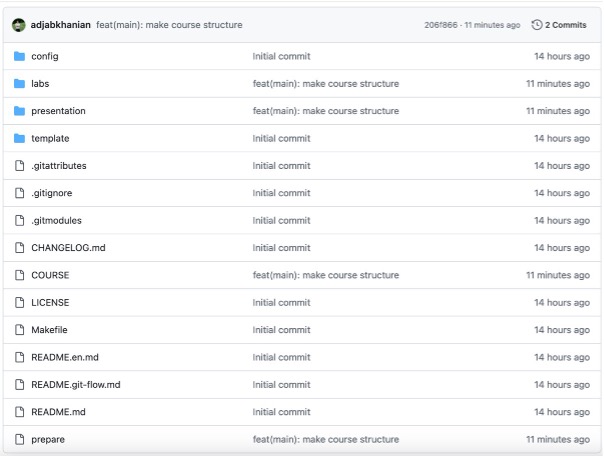 adjabkhanian feat(main): make course structure 206f866 · 11 minutes ago 2 Commits
config Initial commit 14 hours ago
labs feat(main): make course structure 11 minutes ago
presentation feat(main): make course structure 11 minutes ago
template Initial commit 14 hours ago
.gitattributes Initial commit 14 hours ago
.gitignore Initial commit 14 hours ago
.gitmodules Initial commit 14 hours ago
CHANGELOG.md Initial commit 14 hours ago
COURSE feat(main): make course structure 11 minutes ago
LICENSE Initial commit 14 hours ago
Makefile Initial commit 14 hours ago
README.en.md Initial commit 14 hours ago
README.git-flow.md Initial commit 14 hours ago
README.md Initial commit 14 hours ago
prepare feat(main): make course structure 11 minutes ago